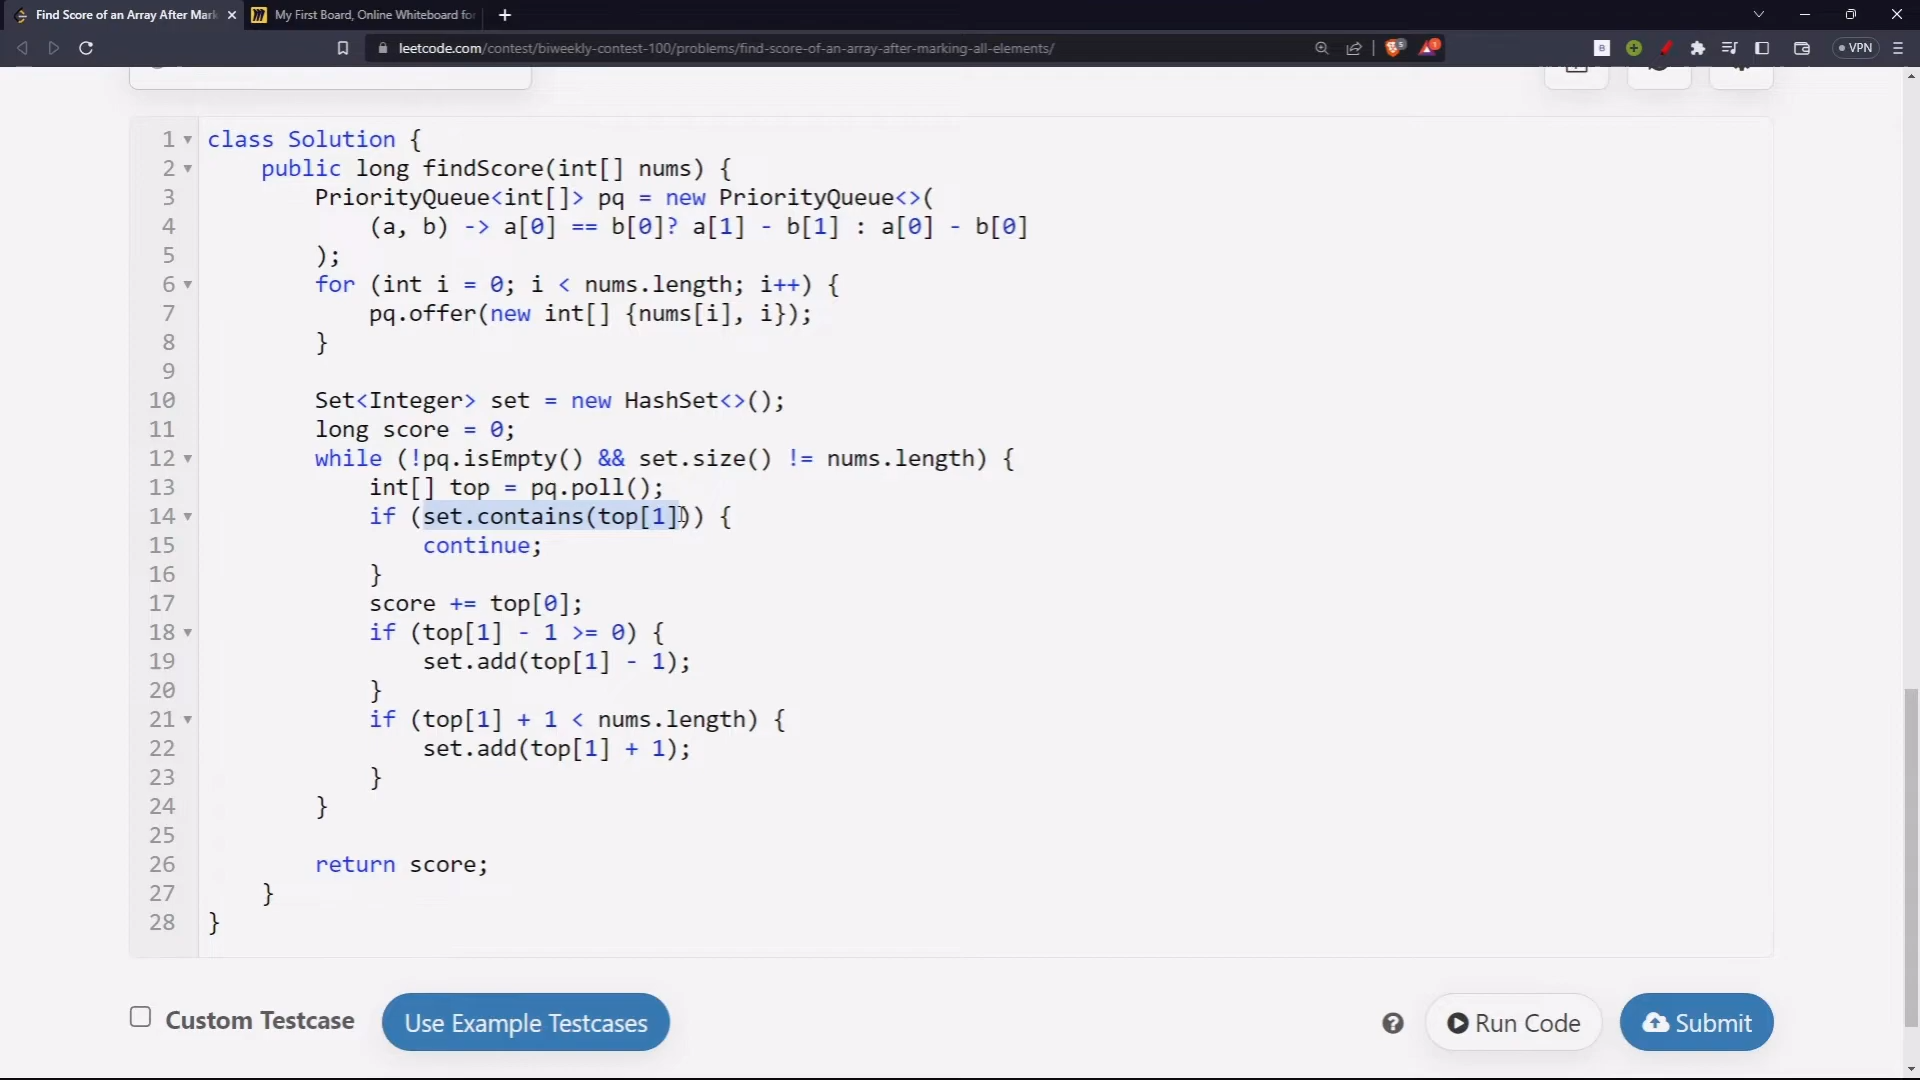 Find Score of an Array After Mark
My First Board, Online Whiteboard for
leetcode.com/contest/biweekly-contest-100/problems/find-score-of-an-array-after-marking-all-elements/
VPN
1 class Solution {
2 public long findScore(int[] nums) {
3 PriorityQueue<int[]> pq = new PriorityQueue<>(
4 (a, b) -> a[0] == b[0]? a[1] - b[1] : a[0] - b[0]
5 );
6 for (int i = 0; i < nums.length; i++) {
7 pq.offer(new int[] {nums[i], i});
8 }
9
10 Set<Integer> set = new HashSet<>();
11 long score = 0;
12 while (!pq.isEmpty() && set.size() != nums.length) {
13 int[] top = pq.poll();
14 if (set.contains(top[1])) {
15 continue;
16 }
17 score += top[0];
18 if (top[1] - 1 >= 0) {
19 set.add(top[1] - 1);
20 }
21 if (top[1] + 1 < nums.length) {
22 set.add(top[1] + 1);
23 }
24 }
25
26 return score;
27 }
28 }
Custom Testcase
Use Example Testcases
Run Code
Submit